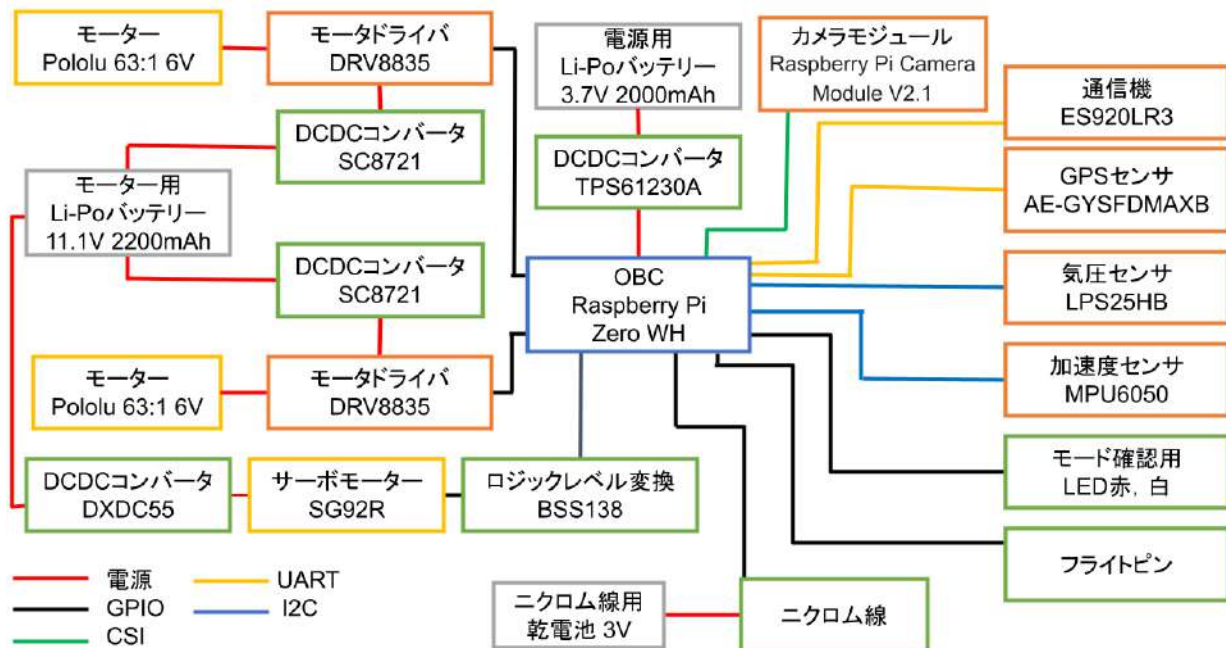 モーター
Pololu 63:1 6V
モータドライバ
DRV8835
電源用
Li-Poバッテリー
3.7V 2000mAh
カメラモジュール
Raspberry Pi Camera
Module V2.1
通信機
ES920LR3
DCDCコンバータ
SC8721
DCDCコンバータ
TPS61230A
GPSセンサ
AE-GYSFDMAXB
モーター用
Li-Poバッテリー
11.1V 2200mAh
DCDCコンバータ
SC8721
OBC
Raspberry Pi
Zero WH
気圧センサ
LPS25HB
モーター
Pololu 63:1 6V
モータドライバ
DRV8835
加速度センサ
MPU6050
DCDCコンバータ
DXDC55
サーボモーター
SG92R
ロジックレベル変換
BSS138
モード確認用
LED赤, 白
フライトピン
電源
UART
GPIO
I2C
CSI
ニクロム線用
乾電池 3V
ニクロム線